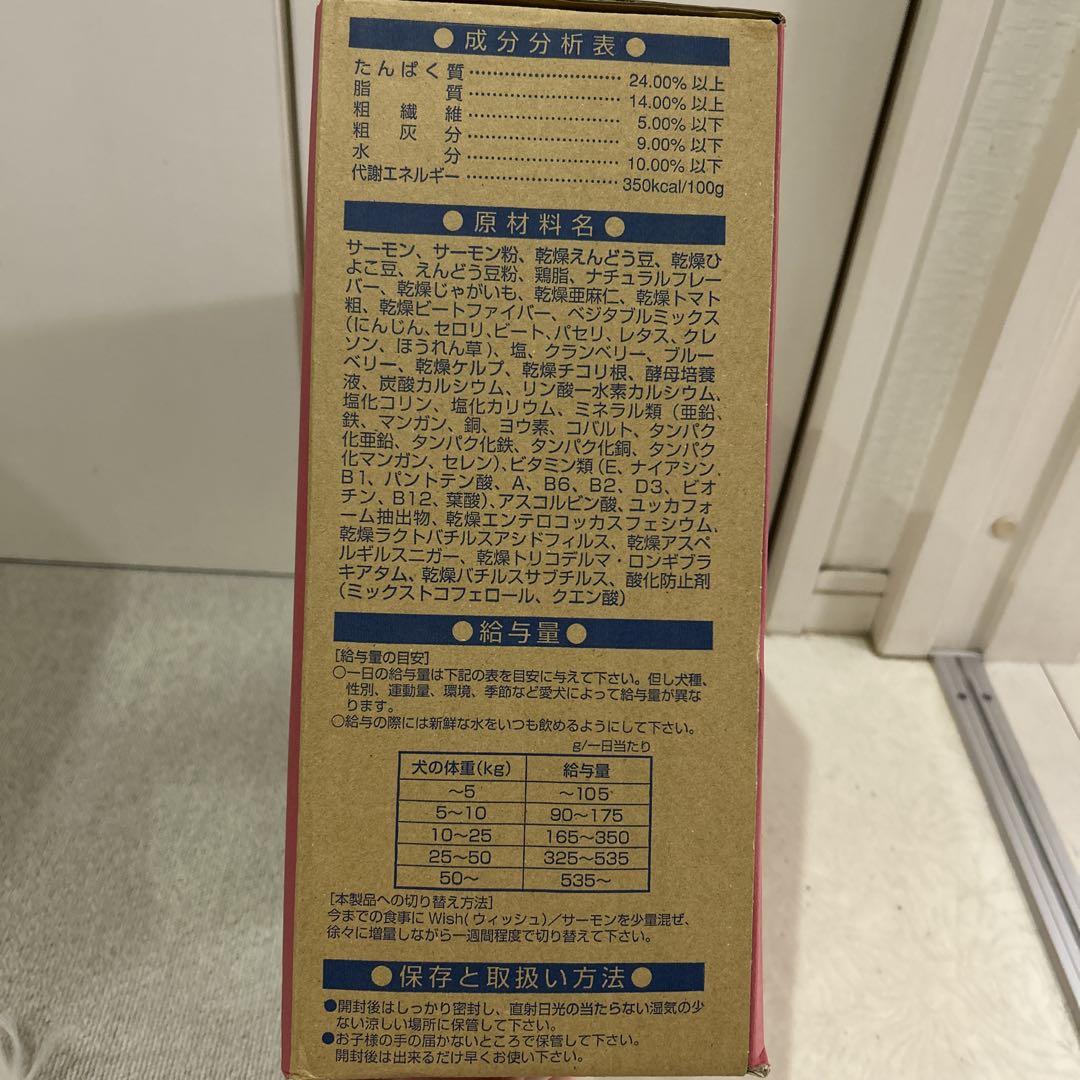 ●成分分析表●
たんぱく質 …… 24.00% 以上
脂質 …… 14.00% 以上
粗繊維 …… 5.00% 以下
粗灰分 …… 9.00% 以下
水分 …… 10.00% 以下
代謝エネルギー …… 350kcal/100g
●原材料名●
サーモン、サーモン粉、乾燥えんどう豆、乾燥ひ
よこ豆、えんどう豆粉、鶏脂、ナチュラルフレー
バー、乾燥じゃがいも、乾燥亜麻仁、乾燥トマト
粗、乾燥ビートファイバー、ベジタブルミックス
(にんじん、セロリ、ビート、パセリ、レタス、クレ
ソン、ほうれん草)、塩、クランベリー、ブルー
ベリー、乾燥ケルプ、乾燥チコリ根、酵母培養
液、炭酸カルシウム、リン酸一水素カルシウム、
塩化コリン、塩化カリウム、ミネラル類(亜鉛、
鉄、マンガン、銅、ヨウ素、コバルト、タンパク
化亜鉛、タンパク化鉄、タンパク化銅、タンパク
化マンガン、セレン)、ビタミン類(E、ナイアシン、
B1、パントテン酸、A、B6、B2、D3、ビオ
チン、B12、葉酸)、アスコルビン酸、ユッカフォ
ーム抽出物、乾燥エンテロコッカスフェシウム、
乾燥ラクトバチルスアシドフィルス、乾燥アスペ
ルギルスニガー、乾燥トリコデルマ・ロンギブラ
キアタム、乾燥バチルスサブチルス、酸化防止剤
(ミックストコフェロール、クエン酸)
●給与量●
[給与量の目安]
○一日の給与量は下記の表を目安に与えて下さい。但し犬種、
性別、運動量、環境、季節など愛犬によって給与量が異な
ります。
○給与の際には新鮮な水をいつも飲めるようにして下さい。
g/一日当たり
犬の体重(kg) 給与量
～5 ～105
5～10 90～175
10～25 165～350
25～50 325～535
50～ 535～
[本製品への切り替え方法]
今までの食事に Wish(ウィッシュ)/サーモンを少量混ぜ、
徐々に増量しながら一週間程度で切り替えて下さい。
●保存と取扱い方法●
●開封後はしっかり密封し、直射日光の当たらない湿気の少
ない涼しい場所に保管して下さい。
●お子様の手の届かないところで保管して下さい。
開封後は出来るだけ早くお使い下さい。